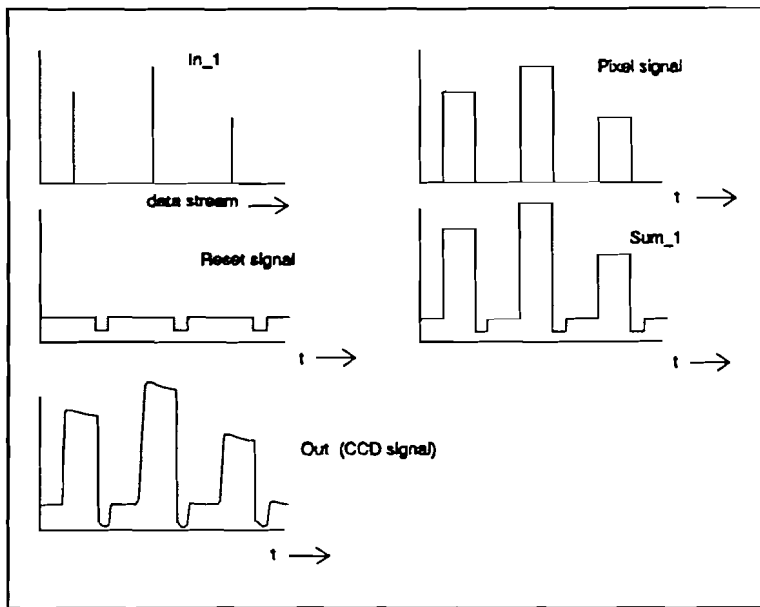 In_1
data stream
Pixel signal
t
Reset signal
t
Sum_1
t
Out (CCD signal)
t